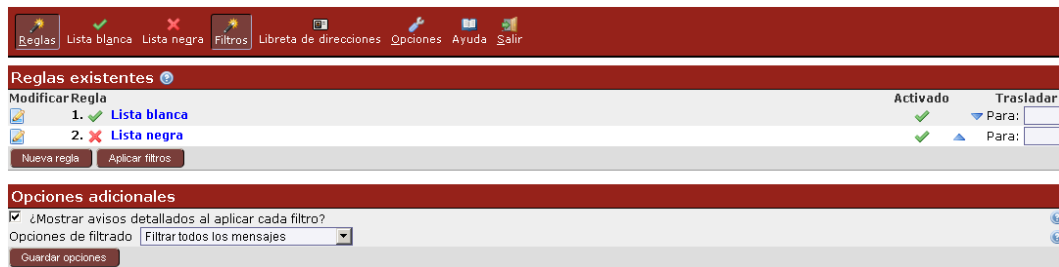 Reglas Lista blanca Lista negra Filtros Libreta de direcciones Opciones Ayuda Salir
Reglas existentes
Modificar Regla Activado Trasladar
1. Lista blanca Para:
2. Lista negra Para:
Nueva regla Aplicar filtros
Opciones adicionales
¿Mostrar avisos detallados al aplicar cada filtro?
Opciones de filtrado Filtrar todos los mensajes
Guardar opciones